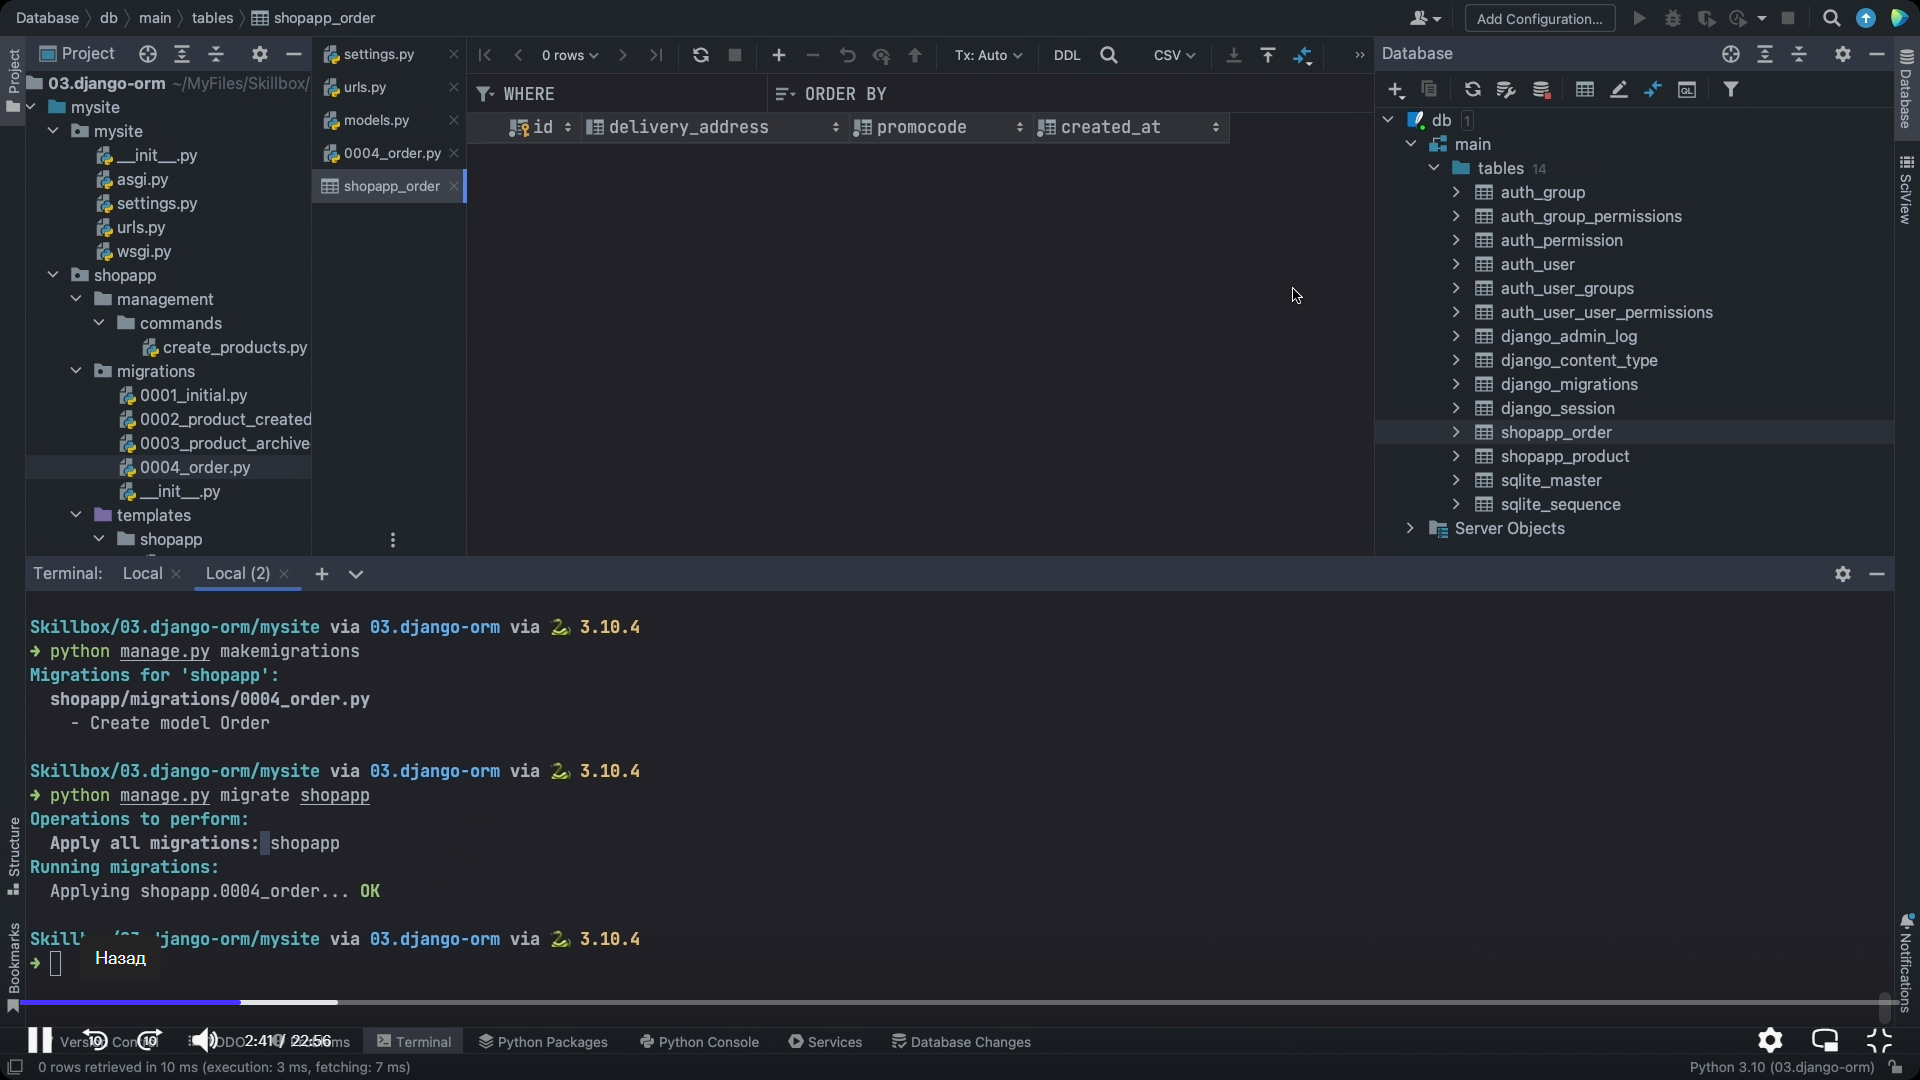 Database  db  main  tables  shopapp_order
Add Configuration...
Project
Project
03.django-orm ~/MyFiles/Skillbox/
mysite
mysite
__init__.py
asgi.py
settings.py
urls.py
wsgi.py
shopapp
management
commands
create_products.py
migrations
0001_initial.py
0002_product_created
0003_product_archive
0004_order.py
__init__.py
templates
shopapp
settings.py
urls.py
models.py
0004_order.py
shopapp_order
0 rows
Tx: Auto
DDL
CSV
WHERE
ORDER BY
id
delivery_address
promocode
created_at
Database
db 1
main
tables 14
auth_group
auth_group_permissions
auth_permission
auth_user
auth_user_groups
auth_user_user_permissions
django_admin_log
django_content_type
django_migrations
django_session
shopapp_order
shopapp_product
sqlite_master
sqlite_sequence
Server Objects
Database
SciView
Notifications
Structure
Bookmarks
Terminal: Local Local (2)
Skillbox/03.django-orm/mysite via 03.django-orm via 3.10.4
→ python manage.py makemigrations
Migrations for 'shopapp':
shopapp/migrations/0004_order.py
- Create model Order
Skillbox/03.django-orm/mysite via 03.django-orm via 3.10.4
→ python manage.py migrate shopapp
Operations to perform:
Apply all migrations: shopapp
Running migrations:
Applying shopapp.0004_order... OK
django-orm/mysite via 03.django-orm via 3.10.4
→
Назад
10
10
2:41 / 22:56
Terminal
Python Packages
Python Console
Services
Database Changes
0 rows retrieved in 10 ms (execution: 3 ms, fetching: 7 ms)
Python 3.10 (03.django-orm)